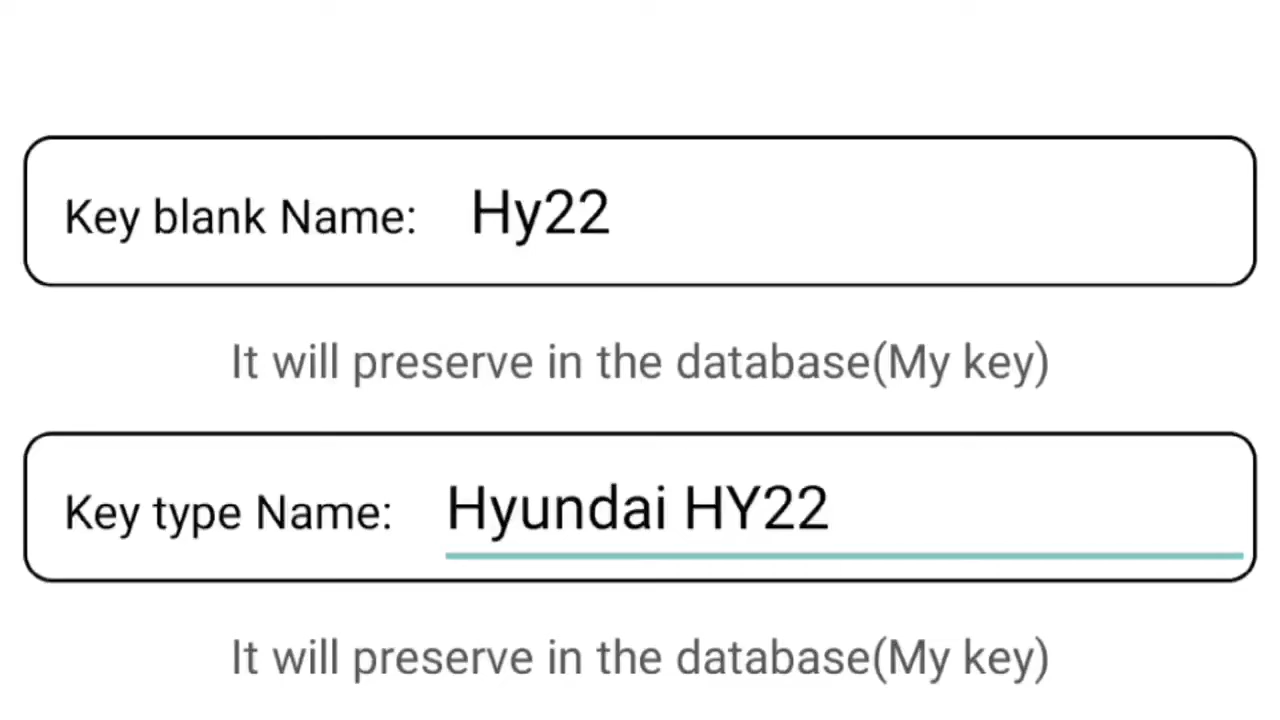 Key blank Name: Hy22
It will preserve in the database(My key)
Key type Name: Hyundai HY22
It will preserve in the database(My key)